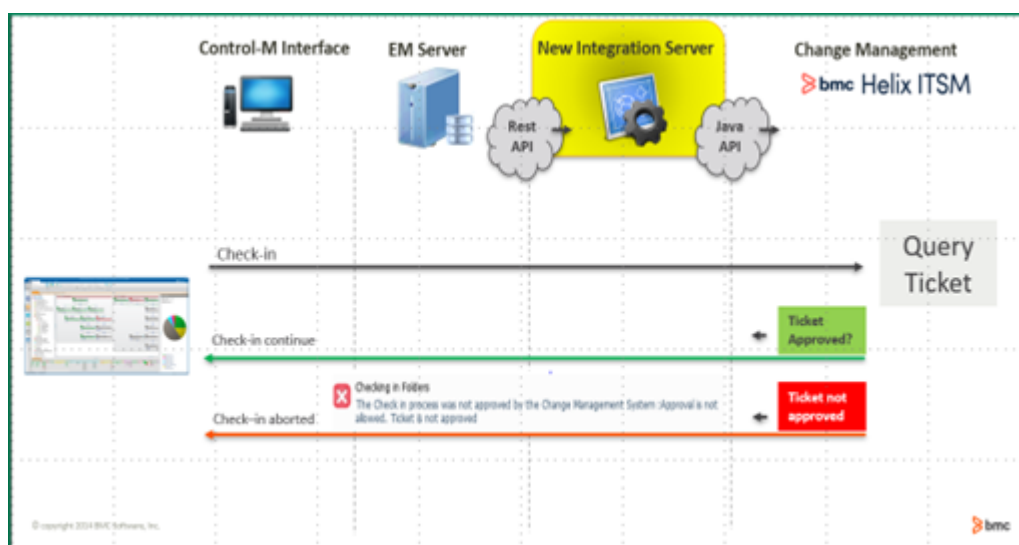 Control-M Interface
EM Server
New Integration Server
Change Management
bmc Helix ITSM
Rest
API
Java
API
Check-in
Query
Ticket
Ticket
Approved?
Check-in continue
Checking in Folders
The Check in process was not approved by the Change Management System :Approval is not
allowed. Ticket is not approved
Ticket not
approved
Check-in aborted
© copyright 2014 BMC Software, Inc.
bmc